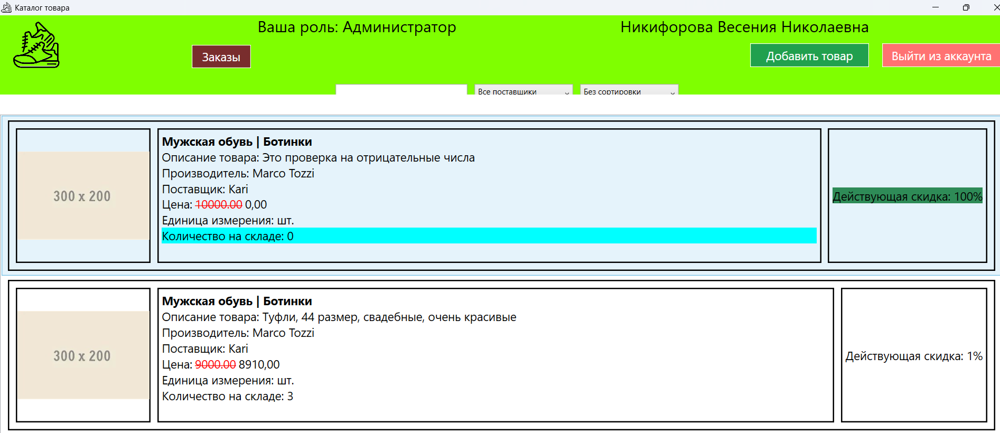 Каталог товара
Ваша роль: Администратор
Никифорова Весения Николаевна
Заказы
Добавить товар
Выйти из аккаунта
Все поставщики
Без сортировки
300 x 200
Мужская обувь | Ботинки
Описание товара: Это проверка на отрицательные числа
Производитель: Marco Tozzi
Поставщик: Kari
Цена: 10000.00 0,00
Единица измерения: шт.
Количество на складе: 0
Действующая скидка: 100%
300 x 200
Мужская обувь | Ботинки
Описание товара: Туфли, 44 размер, свадебные, очень красивые
Производитель: Marco Tozzi
Поставщик: Kari
Цена: 9000.00 8910,00
Единица измерения: шт.
Количество на складе: 3
Действующая скидка: 1%